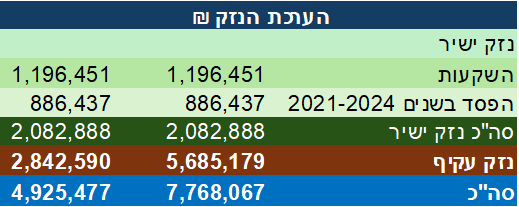 הערכת הנזק ₪
נזק ישיר
השקעות 1,196,451 1,196,451
הפסד בשנים 2021-2024 886,437 886,437
סה"כ נזק ישיר 2,082,888 2,082,888
נזק עקיף 5,685,179 2,842,590
סה"כ 7,768,067 4,925,477